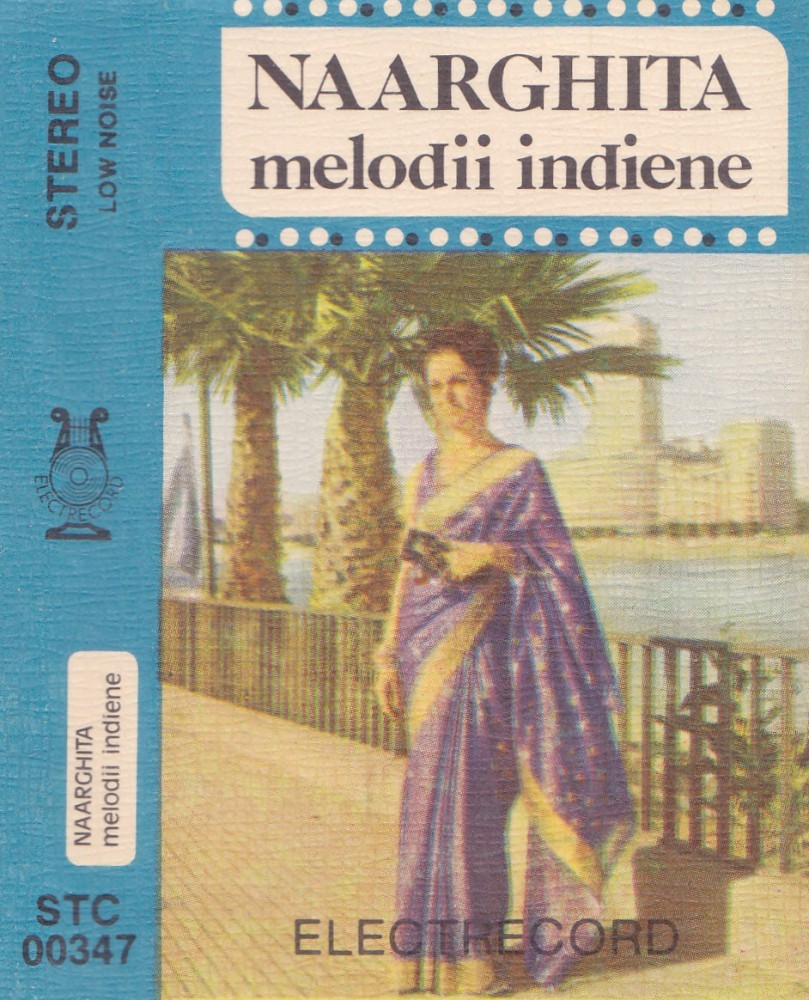 NAARGHITA
melodii indiene
STEREO
LOW NOISE
ELECTRECORD
NAARGHITA
melodii indiene
STC
00347
ELECTRECORD